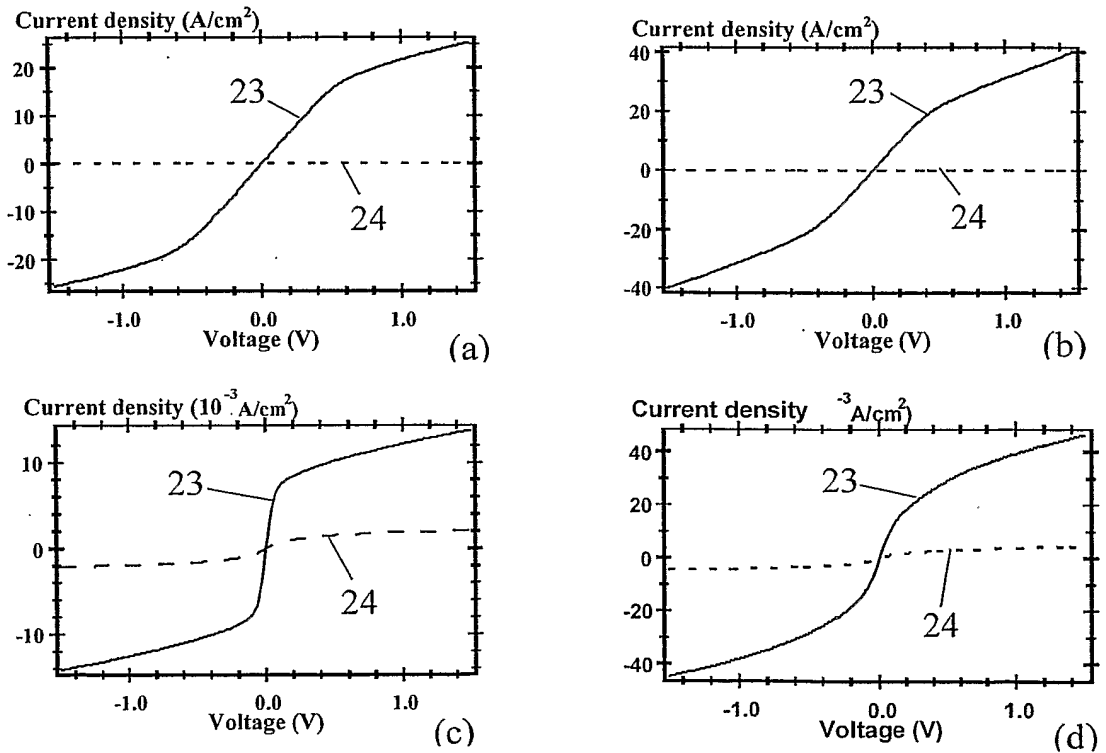 Current density (A/cm²)
20
10
0
-10
-20
23
24
-1.0 0.0 1.0
Voltage (V)
(a)
Current density (A/cm²)
40
20
0
-20
-40
23
24
-1.0 0.0 1.0
Voltage (V)
(b)
Current density (10⁻³A/cm²)
10
0
-10
23
24
-1.0 0.0 1.0
Voltage (V)
(c)
Current density ⁻³A/cm²)
40
20
0
-20
-40
23
24
-1.0 0.0 1.0
Voltage (V)
(d)